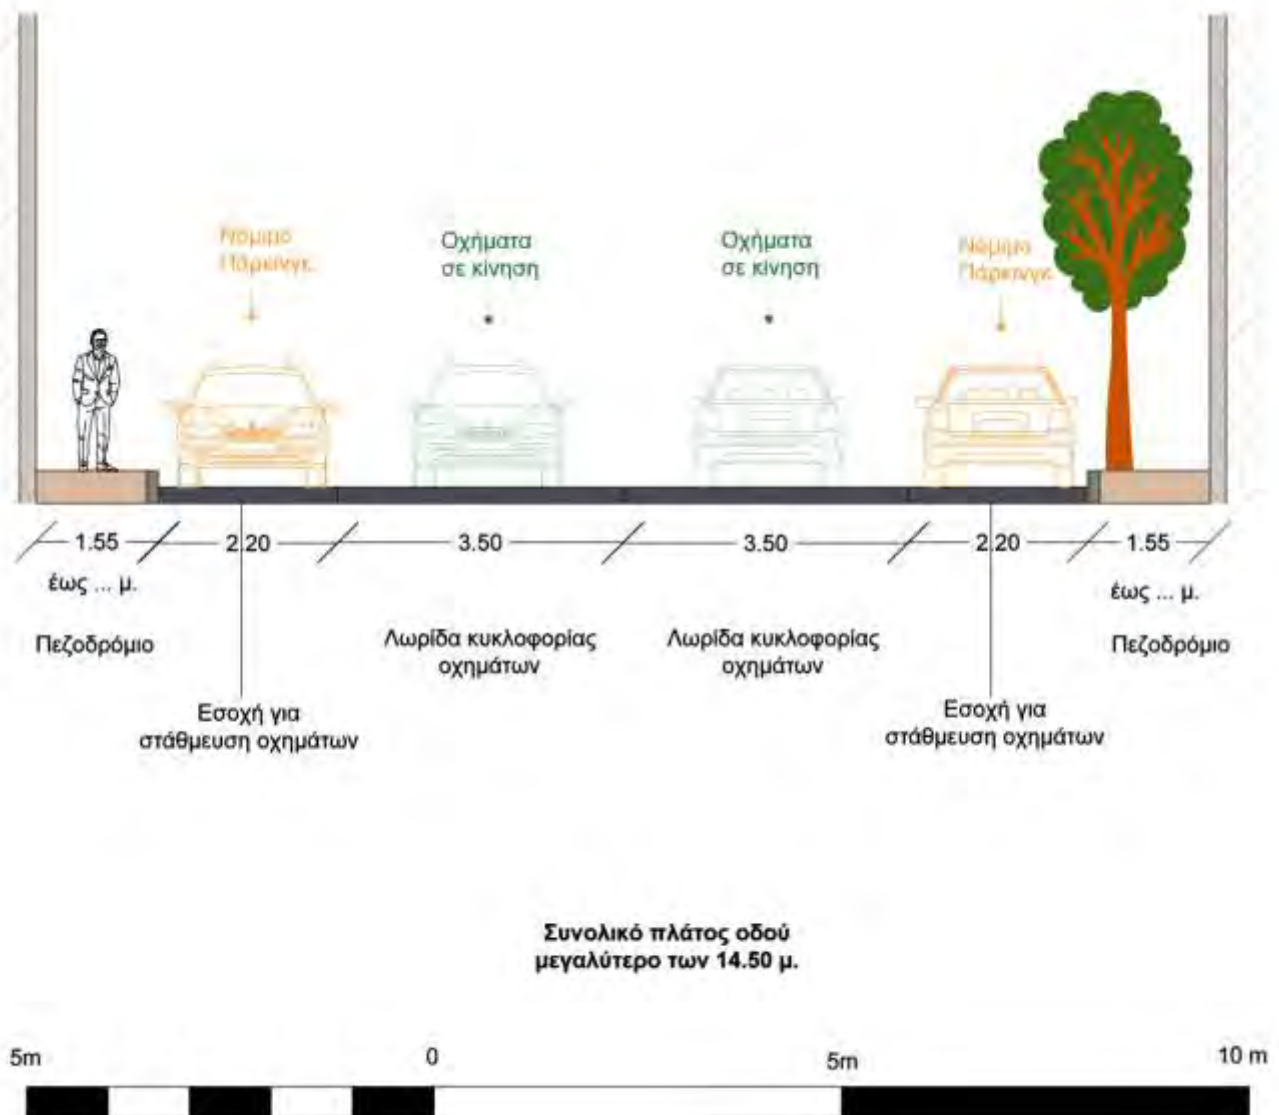 Νόμιμο
Πάρκινγκ
Οχήματα
σε κίνηση
Οχήματα
σε κίνηση
Νόμιμο
Πάρκινγκ
1.55
2.20
3.50
3.50
2.20
1.55
έως ... μ.
έως ... μ.
Πεζοδρόμιο
Λωρίδα κυκλοφορίας
οχημάτων
Λωρίδα κυκλοφορίας
οχημάτων
Πεζοδρόμιο
Εσοχή για
στάθμευση οχημάτων
Εσοχή για
στάθμευση οχημάτων
Συνολικό πλάτος οδού
μεγαλύτερο των 14.50 μ.
5m
0
5m
10 m